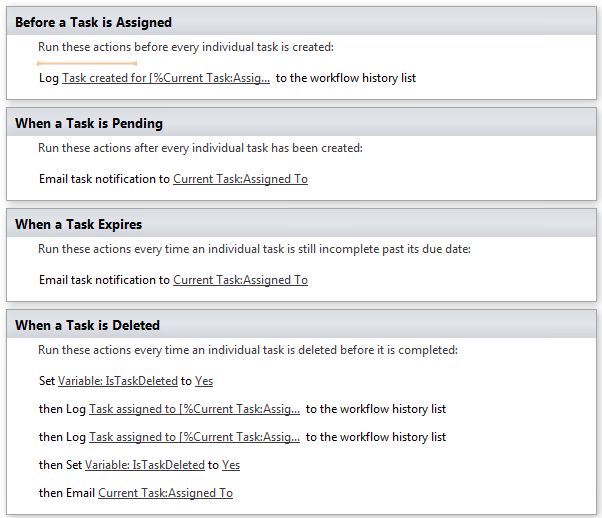 Before a Task is Assigned
Run these actions before every individual task is created:
Log Task created for [%Current Task:Assig... to the workflow history list
When a Task is Pending
Run these actions after every individual task has been created:
Email task notification to Current Task:Assigned To
When a Task Expires
Run these actions every time an individual task is still incomplete past its due date:
Email task notification to Current Task:Assigned To
When a Task is Deleted
Run these actions every time an individual task is deleted before it is completed:
Set Variable: IsTaskDeleted to Yes
then Log Task assigned to [%Current Task:Assig... to the workflow history list
then Log Task assigned to [%Current Task:Assig... to the workflow history list
then Set Variable: IsTaskDeleted to Yes
then Email Current Task:Assigned To